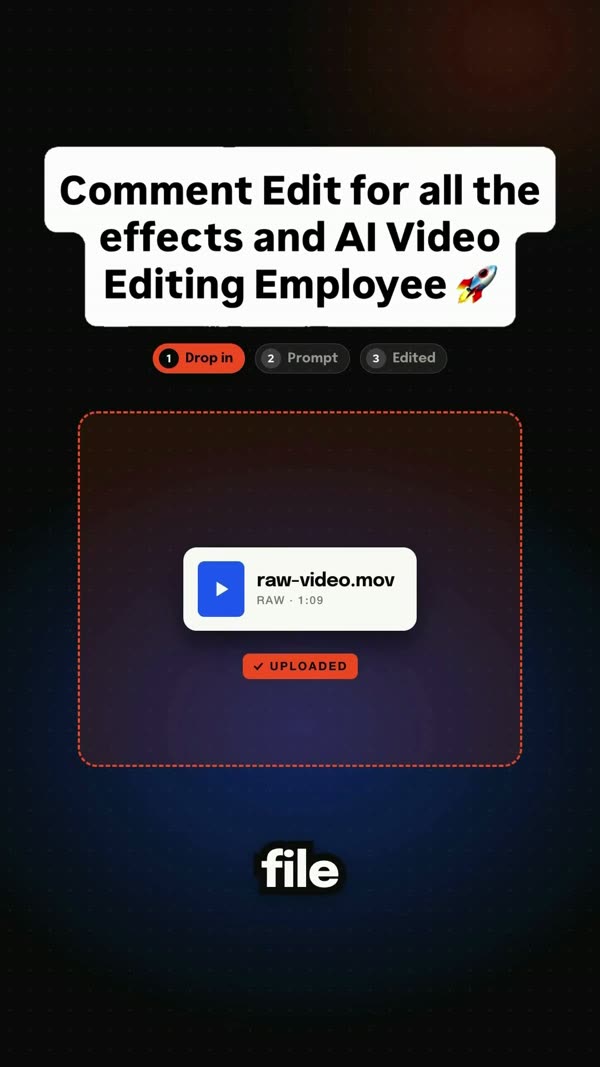 Comment Edit for all the
effects and AI Video
Editing Employee 🚀
1 Drop in 2 Prompt 3 Edited
raw-video.mov
RAW · 1:09
✓ UPLOADED
file